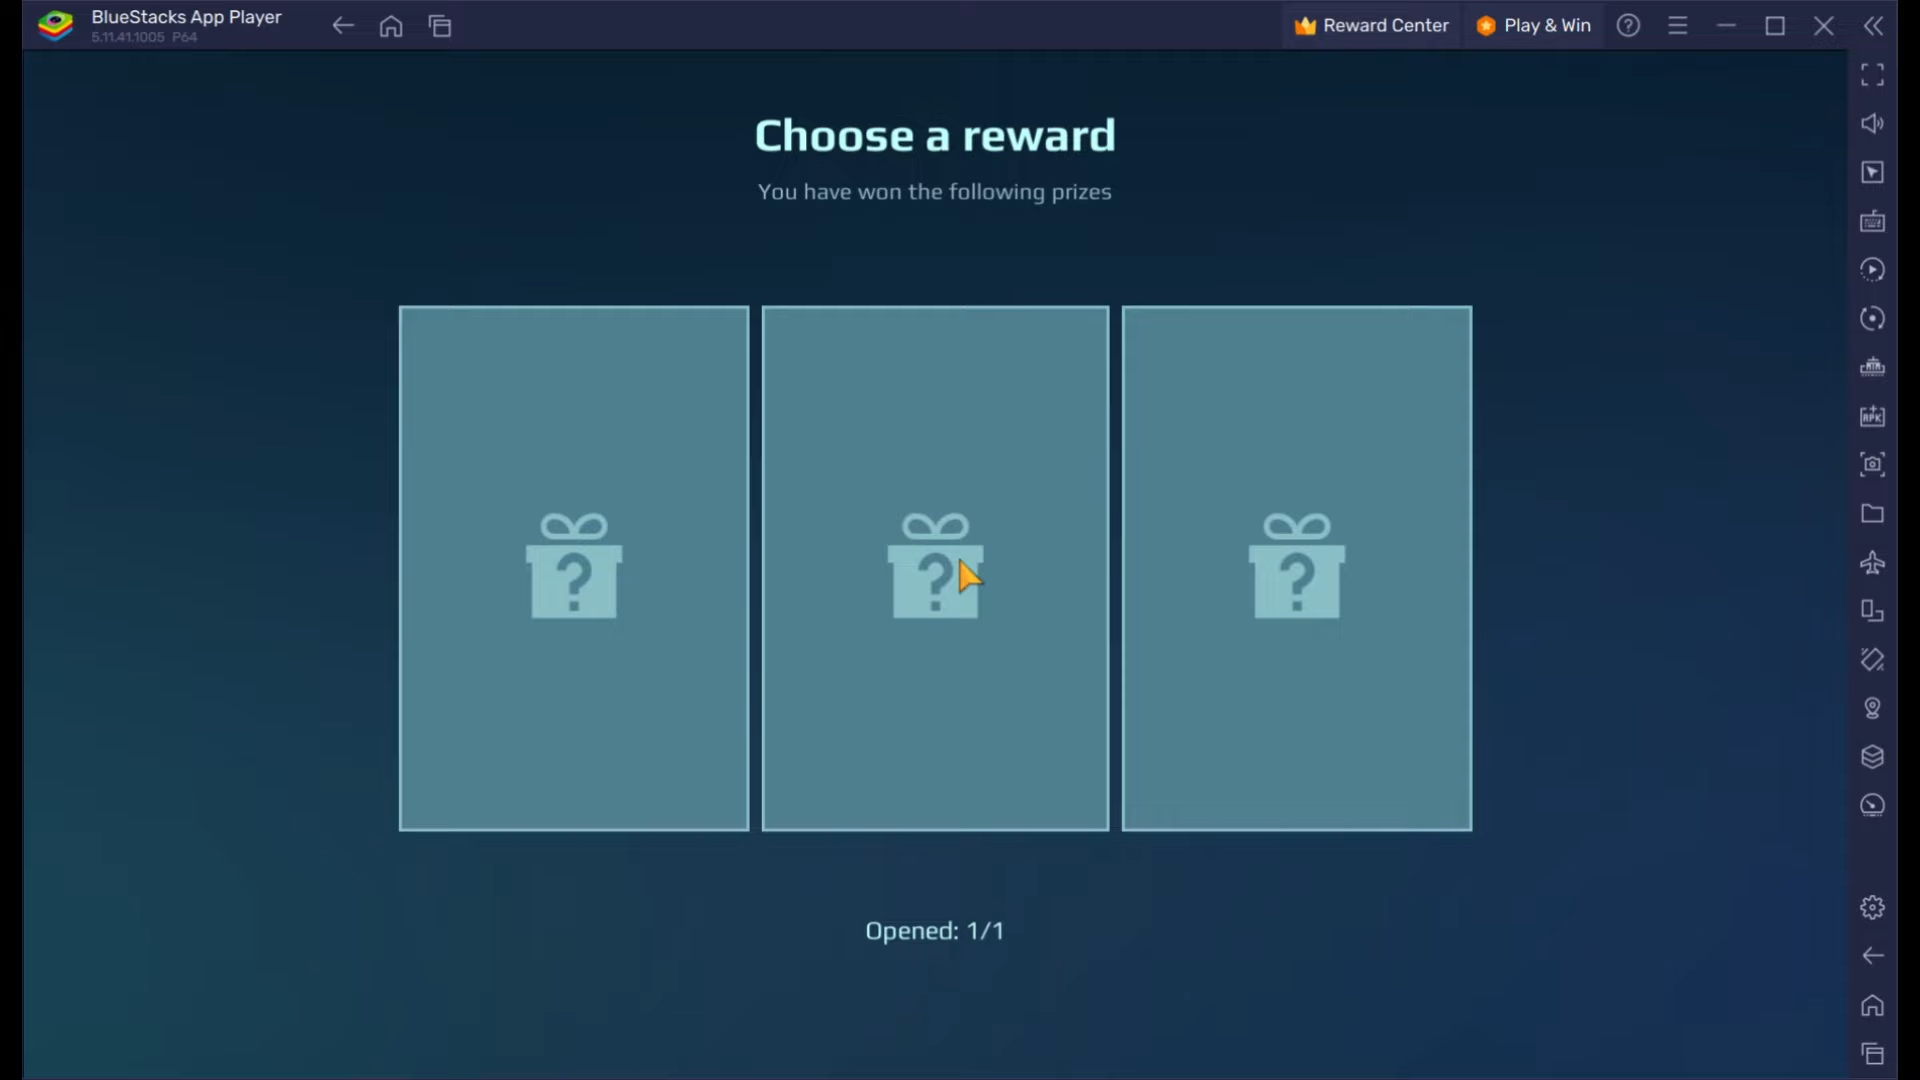 BlueStacks App Player
5.11.41.1005 P64
Reward Center
Play & Win
Choose a reward
You have won the following prizes
? ? ?
Opened: 1/1